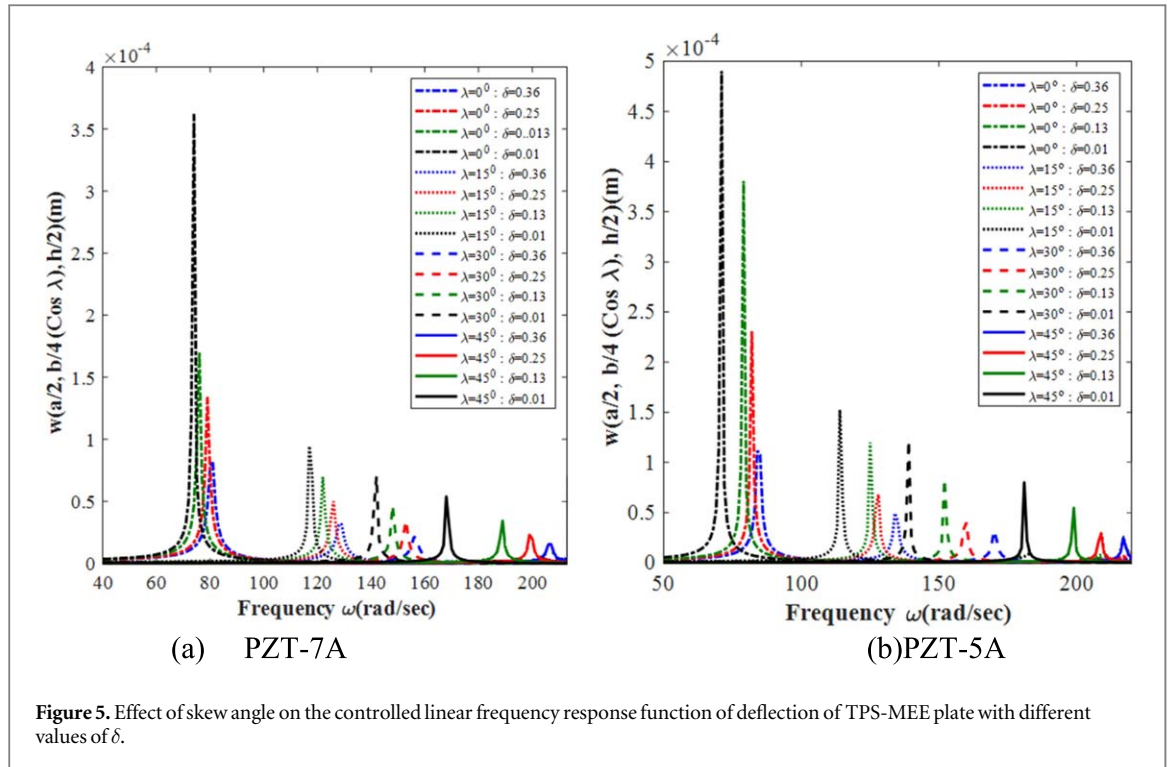 ×10⁻⁴
4
3.5
3
2.5
2
1.5
1
0.5
0
40 60 80 100 120 140 160 180 200
w(a/2, b/4 (Cos λ), h/2)(m)
Frequency ω(rad/sec)
λ=0⁰ : δ=0.36
λ=0⁰ : δ=0.25
λ=0⁰ : δ=0..013
λ=0⁰ : δ=0.01
λ=15⁰ : δ=0.36
λ=15⁰ : δ=0.25
λ=15⁰ : δ=0.13
λ=15⁰ : δ=0.01
λ=30⁰ : δ=0.36
λ=30⁰ : δ=0.25
λ=30⁰ : δ=0.13
λ=30⁰ : δ=0.01
λ=45⁰ : δ=0.36
λ=45⁰ : δ=0.25
λ=45⁰ : δ=0.13
λ=45⁰ : δ=0.01
(a) PZT-7A
×10⁻⁴
5
4.5
4
3.5
3
2.5
2
1.5
1
0.5
0
50 100 150 200
w(a/2, b/4 (Cos λ), h/2)(m)
Frequency ω(rad/sec)
λ=0° : δ=0.36
λ=0° : δ=0.25
λ=0° : δ=0.13
λ=0° : δ=0.01
λ=15° : δ=0.36
λ=15° : δ=0.25
λ=15° : δ=0.13
λ=15° : δ=0.01
λ=30° : δ=0.36
λ=30° : δ=0.25
λ=30° : δ=0.13
λ=30° : δ=0.01
λ=45° : δ=0.36
λ=45° : δ=0.25
λ=45° : δ=0.13
λ=45° : δ=0.01
(b)PZT-5A
Figure 5. Effect of skew angle on the controlled linear frequency response function of deflection of TPS-MEE plate with different
values of δ.